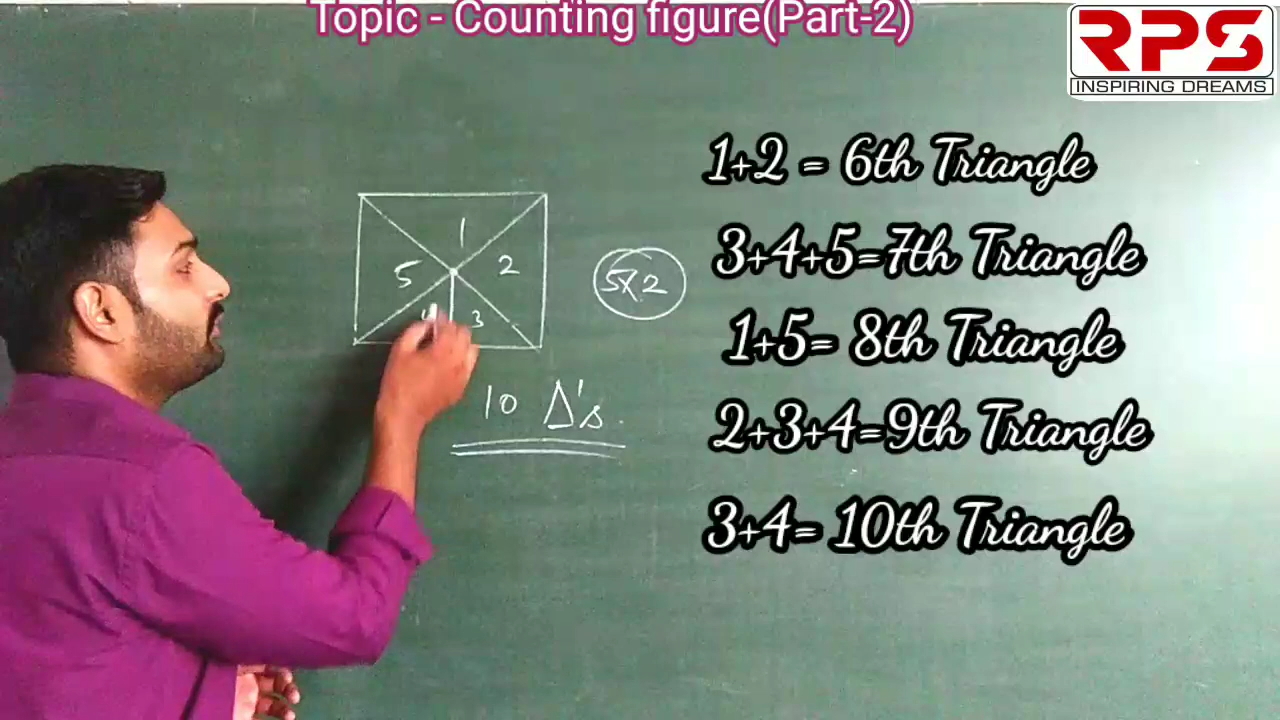 Topic - Counting figure(Part-2)
RPS
INSPIRING DREAMS
1+2 = 6th Triangle
3+4+5=7th Triangle
1+5= 8th Triangle
2+3+4=9th Triangle
3+4= 10th Triangle
1
5
2
4
3
5x2
10 Δ's.